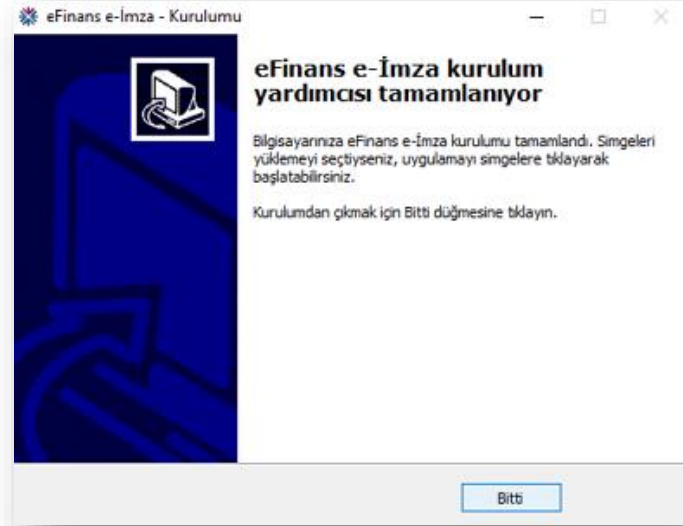 eFinans e-İmza - Kurulumu
eFinans e-İmza kurulum
yardımcısı tamamlanıyor
Bilgisayarınıza eFinans e-İmza kurulumu tamamlandı. Simgeleri
yüklemeyi seçtiyseniz, uygulamayı simgelere tıklayarak
başlatabilirsiniz.
Kurulumdan çıkmak için Bitti düğmesine tıklayın.
Bitti